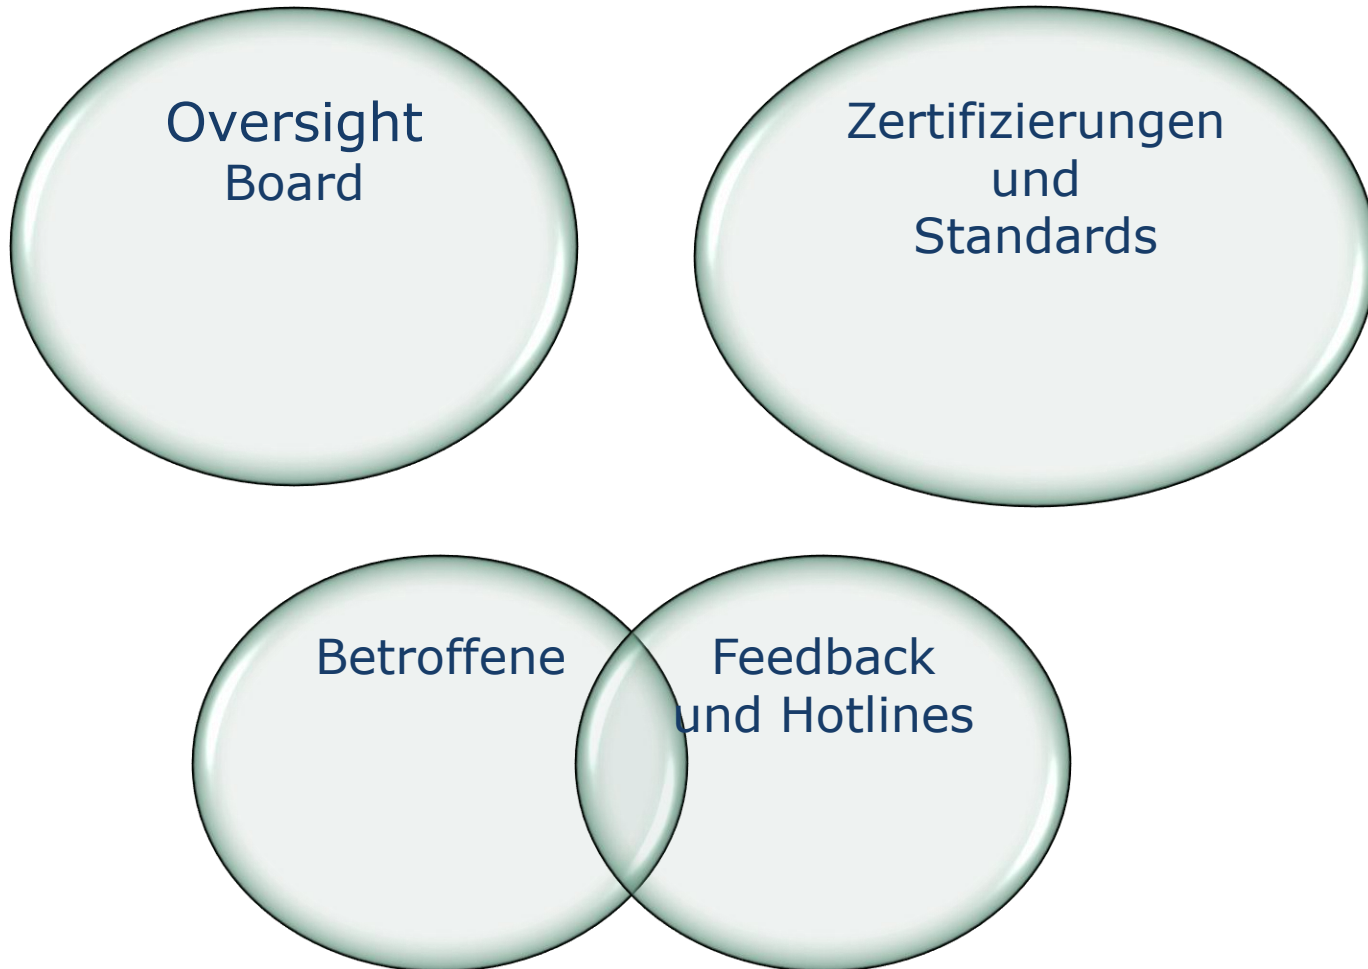 Oversight
Board
Zertifizierungen
und
Standards
Betroffene
Feedback
und Hotlines